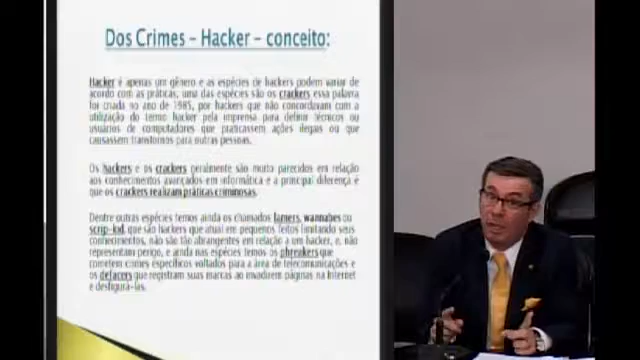 Dos Crimes – Hacker – conceito:
Hacker é apenas um gênero e as espécies de hackers podem variar de
acordo com as práticas, uma das espécies são os crackers essa palavra
foi criada no ano de 1985, por hackers que não concordavam com a
utilização do termo hacker pela imprensa para definir técnicos ou
usuários de computadores que praticassem ações ilegais ou que
causassem transtornos para outras pessoas.
Os hackers e os crackers geralmente são muito parecidos em relação
aos conhecimentos avançados em informática e a principal diferença é
que os crackers realizam práticas criminosas.
Dentre outras espécies temos ainda os chamados lamers, wannabes ou
scrip-kid, que são hackers que atual em pequenos feitos limitando seus
conhecimentos, não são tão abrangentes em relação a um hacker, e, não
representam perigo, e ainda nas espécies temos os phreakers que
cometem crimes específicos voltados para a área de telecomunicações e
os defacers que registram suas marcas ao invadirem páginas na Internet
e desfigurá-las.